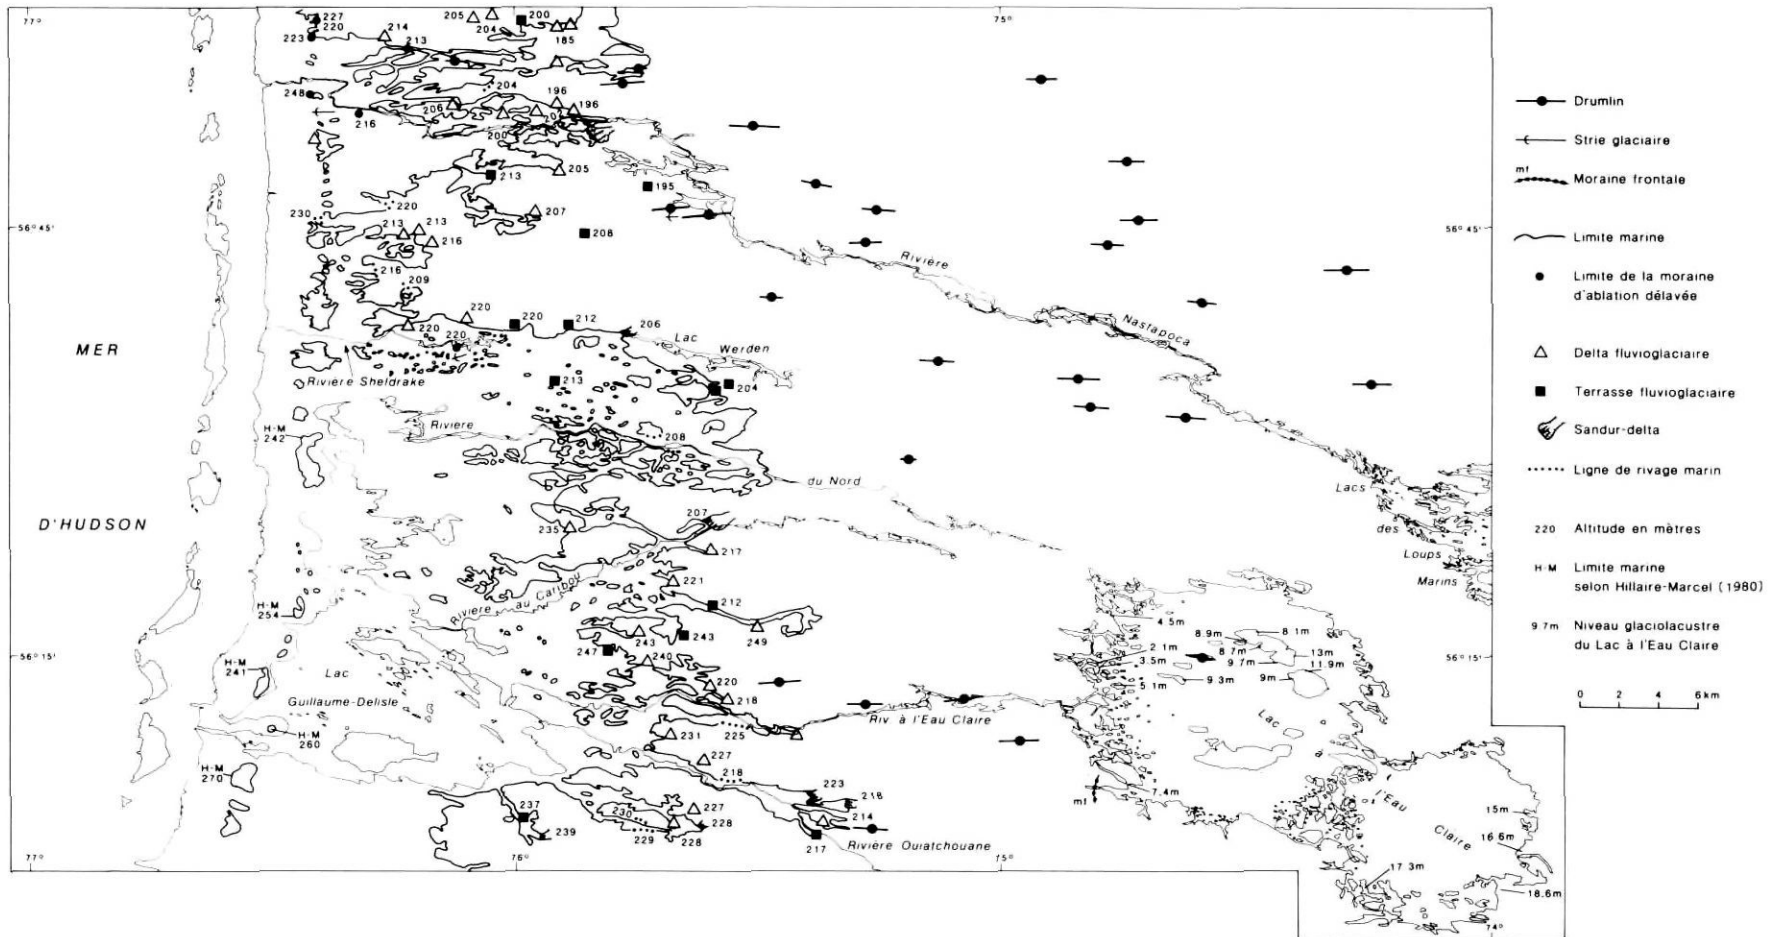 77°
75°
227
220
223
214
213
205
204
200
185
204
248
216
206
196
196
202
200
213
205
195
230
220
207
56°45'
213
213
216
208
56°45'
216
209
220
220
220
220
212
206
Lac
Werden
Rivière
Nastapoca
MER
Rivière Sheldrake
213
204
H-M
242
Rivière
208
du Nord
D'HUDSON
235
207
217
Lacs
des
Loups
Marins
221
Rivière au Caribou
212
H-M
254
243
243
249
247
240
56°15'
H-M
241
Lac
Guillaume-Delisle
220
218
Riv. à l'Eau Claire
H-M
260
231
225
H-M
270
227
218
223
218
237
239
230
229
227
228
228
214
217
Rivière Ouiatchouane
4.5m
8.9m
8.1m
2.1m
8.7m
13m
3.5m
9.7m
11.9m
5.1m
9.3m
9m
56°15'
Lac
à
l'Eau
Claire
mf
7.4m
15m
16.6m
17.3m
18.6m
77°
76°
15°
74°
Drumlin
Strie glaciaire
mf
Moraine frontale
Limite marine
Limite de la moraine
d'ablation délavée
Delta fluvioglaciaire
Terrasse fluvioglaciaire
Sandur-delta
Ligne de rivage marin
220 Altitude en mètres
H-M Limite marine
selon Hillaire-Marcel (1980)
9.7m Niveau glaciolacustre
du Lac à l'Eau Claire
0 2 4 6 km